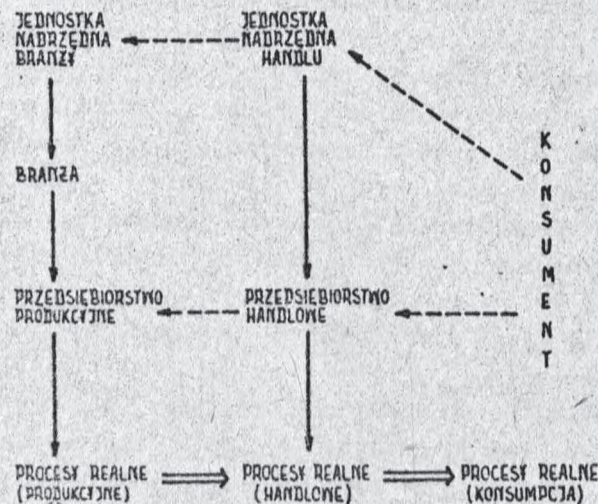 JEDNOSTKA
NADRZĘDNA
BRANŻY
JEDNOSTKA
NADRZĘDNA
HANDLU
BRANŻA
KONSUMENT
PRZEDSIĘBIORSTWO
PRODUKCYJNE
PRZEDSIĘBIORSTWO
HANDLOWE
PROCESY REALNE
(PRODUKCYJNE)
PROCESY REALNE
(HANDLOWE)
PROCESY REALNE
(KONSUMPCJA)